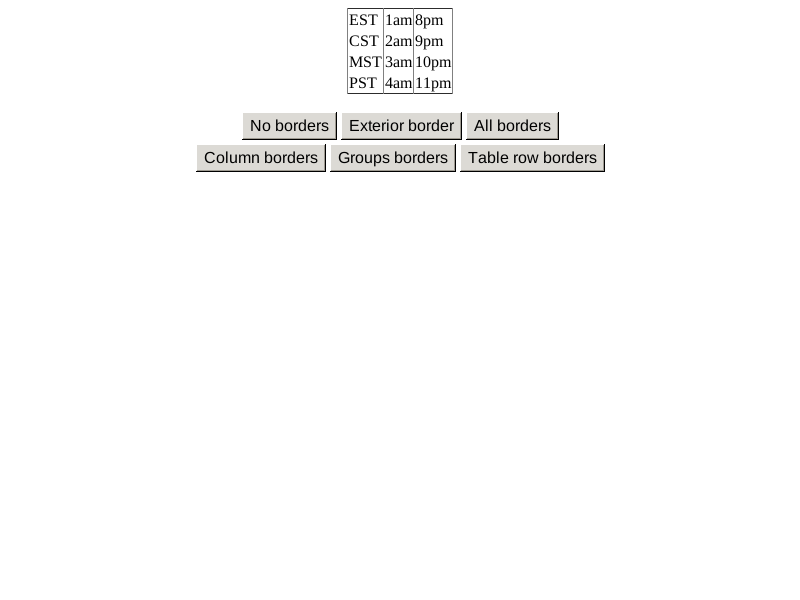 EST 1am 8pm
CST 2am 9pm
MST 3am 10pm
PST 4am 11pm
No borders Exterior border All borders
Column borders Groups borders Table row borders